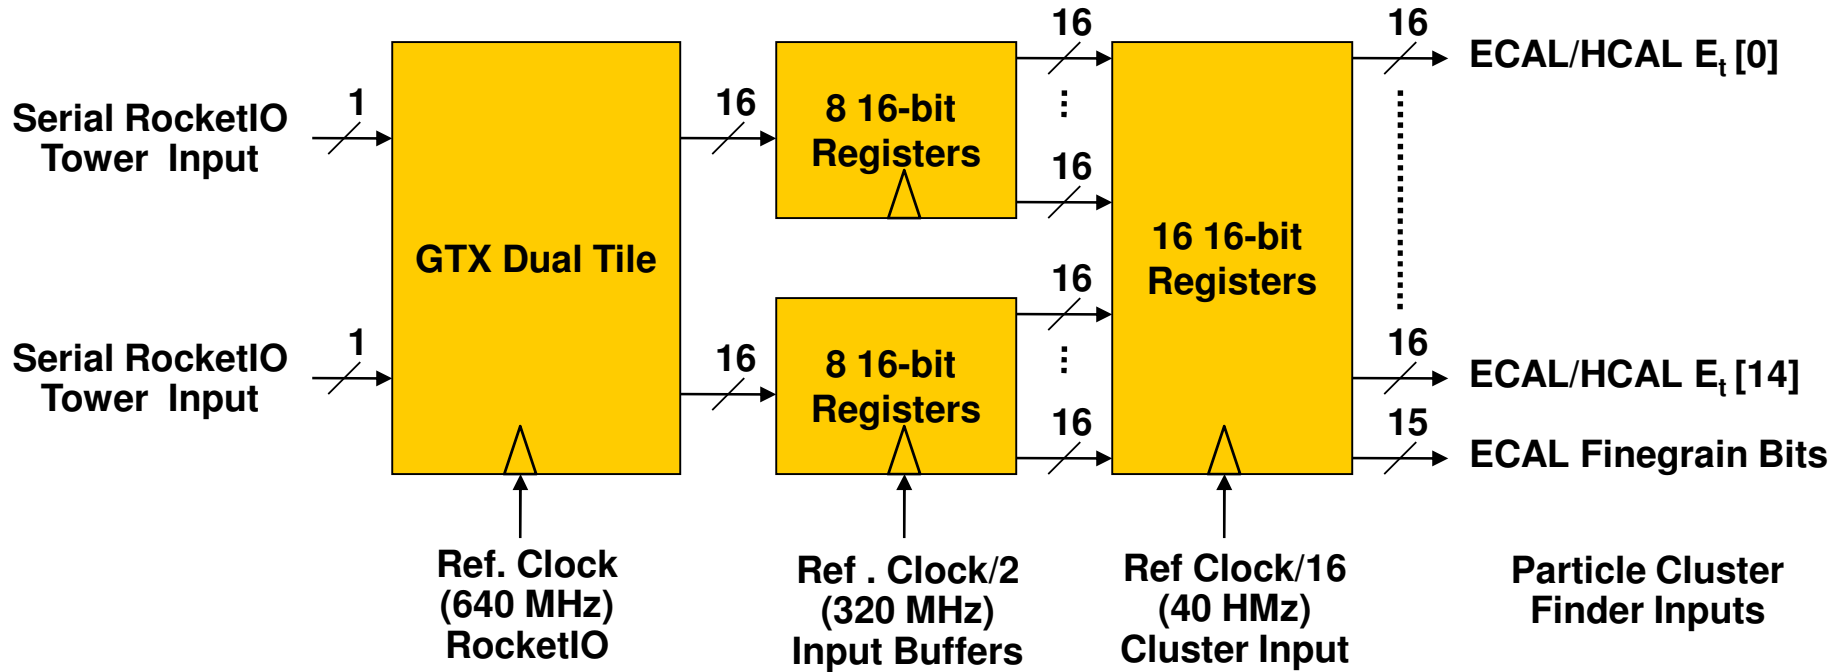 16
16
16
ECAL/HCAL Et [0]
Serial RocketIO
Tower Input
1
16
8 16-bit
Registers
16
GTX Dual Tile
16 16-bit
Registers
16
Serial RocketIO
Tower Input
1
16
8 16-bit
Registers
16
16
ECAL/HCAL Et [14]
15
ECAL Finegrain Bits
Ref. Clock
(640 MHz)
RocketIO
Ref . Clock/2
(320 MHz)
Input Buffers
Ref Clock/16
(40 HMz)
Cluster Input
Particle Cluster
Finder Inputs